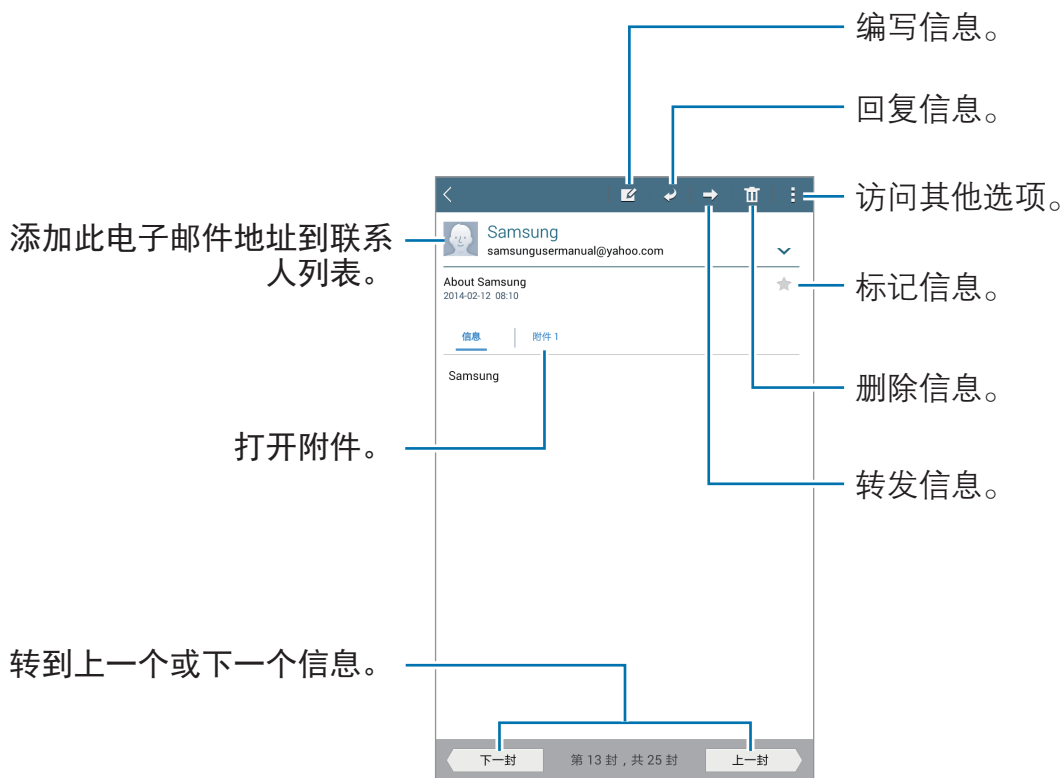 编写信息。
回复信息。
访问其他选项。
添加此电子邮件地址到联系
人列表。
Samsung
samsungusermanual@yahoo.com
About Samsung
2014-02-12 08:10
标记信息。
信息
附件 1
Samsung
删除信息。
打开附件。
转发信息。
转到上一个或下一个信息。
下一封
第 13 封，共 25 封
上一封